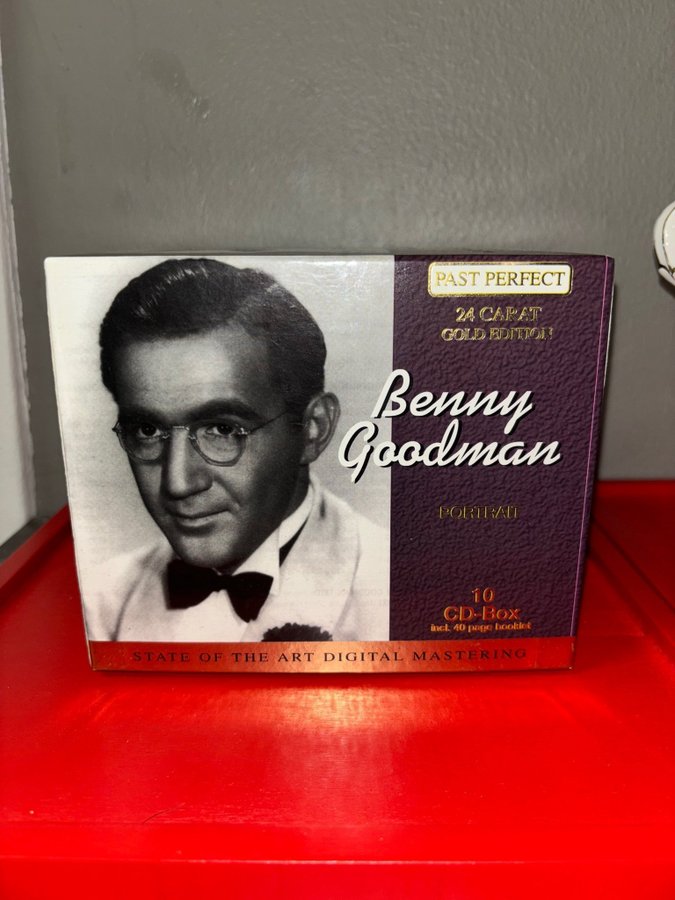 PAST PERFECT
24 CARAT
GOLD EDITION
Benny
Goodman
PORTRAIT
10
CD-Box
incl. 40 page booklet
STATE OF THE ART DIGITAL MASTERING